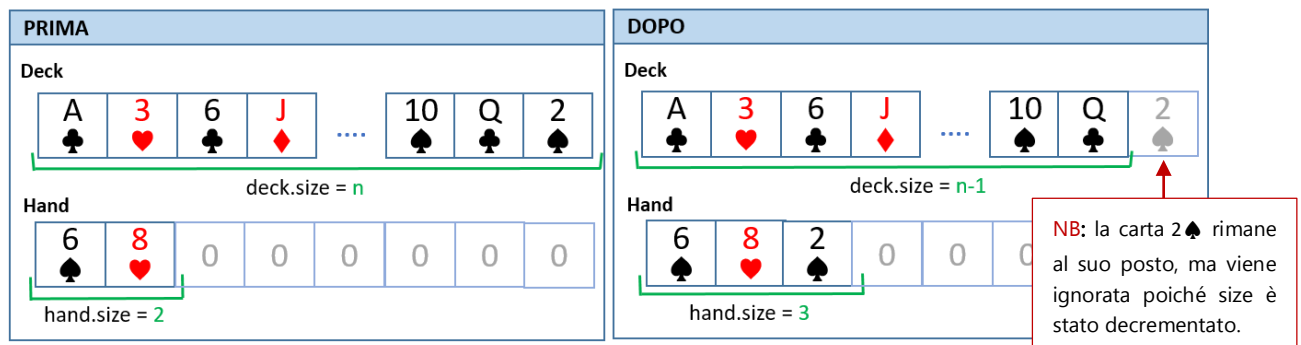 PRIMA
Deck
A 3 6 J .... 10 Q 2
♣ ♥ ♣ ♦ ♠ ♣ ♠
deck.size = n
Hand
6 8 0 0 0 0 0 0
♠ ♥
hand.size = 2
DOPO
Deck
A 3 6 J .... 10 Q 2
♣ ♥ ♣ ♦ ♠ ♣ ♠
deck.size = n-1
Hand
6 8 2 0 0 0
♠ ♥ ♠
hand.size = 3
NB: la carta 2♠ rimane
al suo posto, ma viene
ignorata poiché size è
stato decrementato.